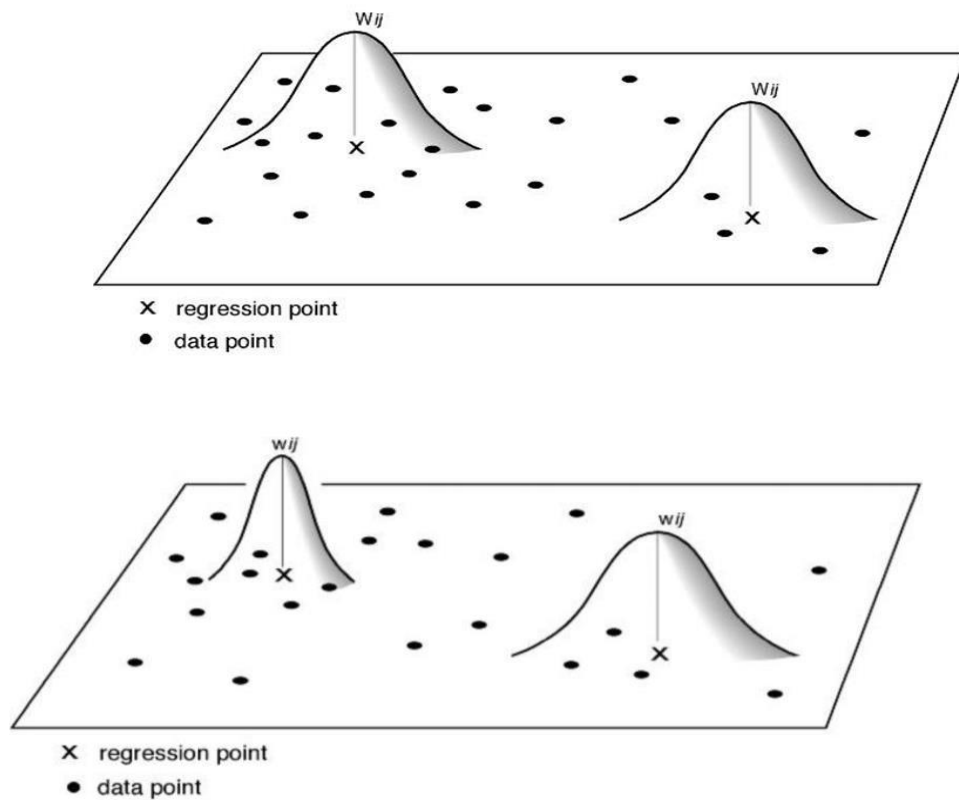 Wij
Wij
X regression point
● data point
wij
wij
X regression point
● data point